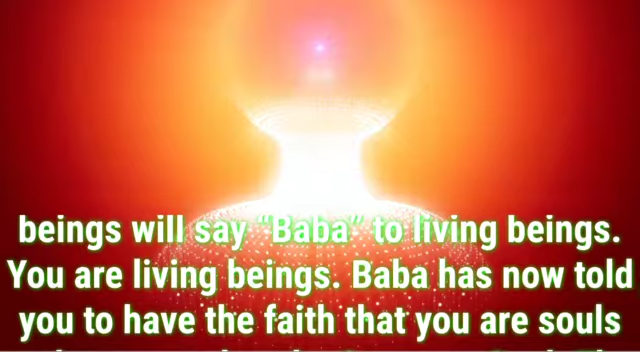 beings will say “Baba” to living beings.
You are living beings. Baba has now told
you to have the faith that you are souls